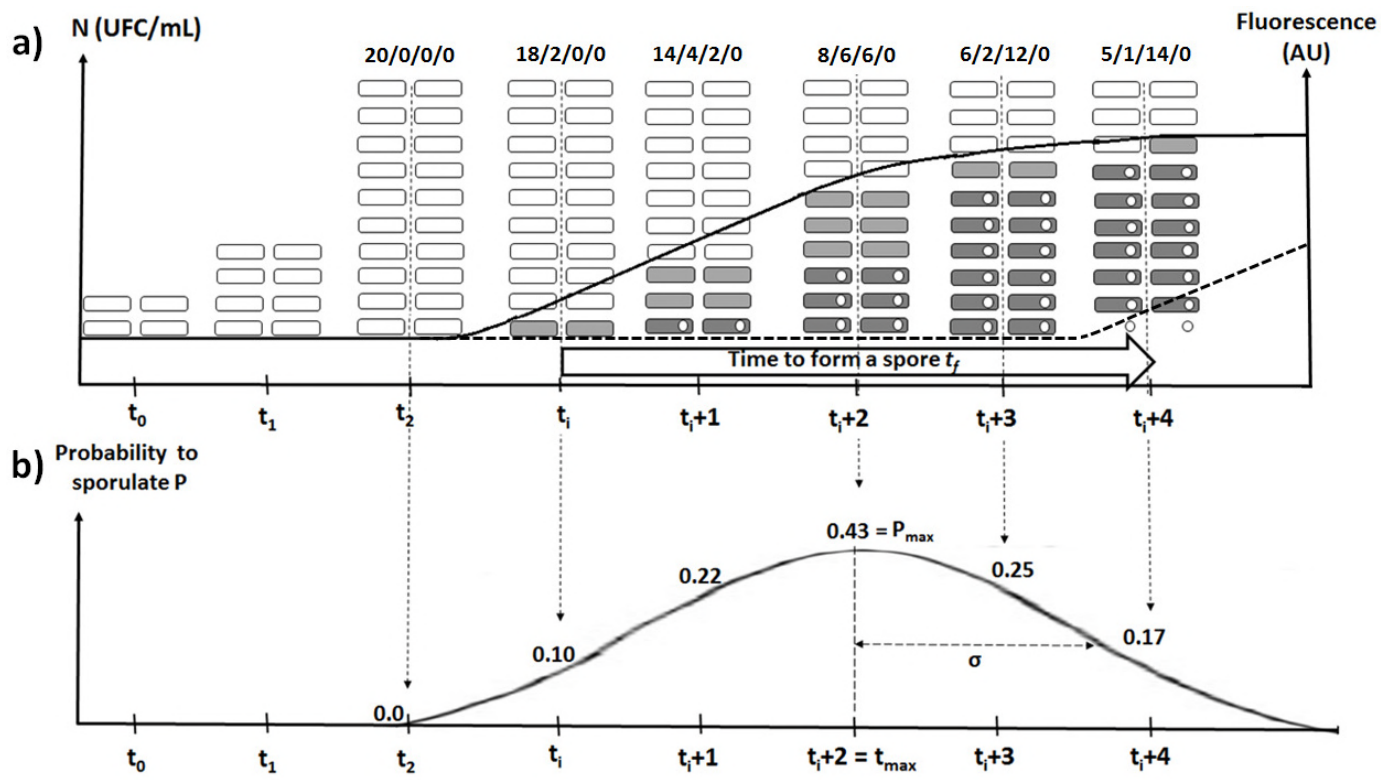 a)
N (UFC/mL)
Fluorescence
(AU)
20/0/0/0
18/2/0/0
14/4/2/0
8/6/6/0
6/2/12/0
5/1/14/0
Time to form a spore t_f
t₀
t₁
t₂
tᵢ
tᵢ+1
tᵢ+2
tᵢ+3
tᵢ+4
b)
Probability to
sporulate P
0.0
0.10
0.22
0.43 = Pmax
0.25
0.17
σ
t₀
t₁
t₂
tᵢ
tᵢ+1
tᵢ+2 = tmax
tᵢ+3
tᵢ+4